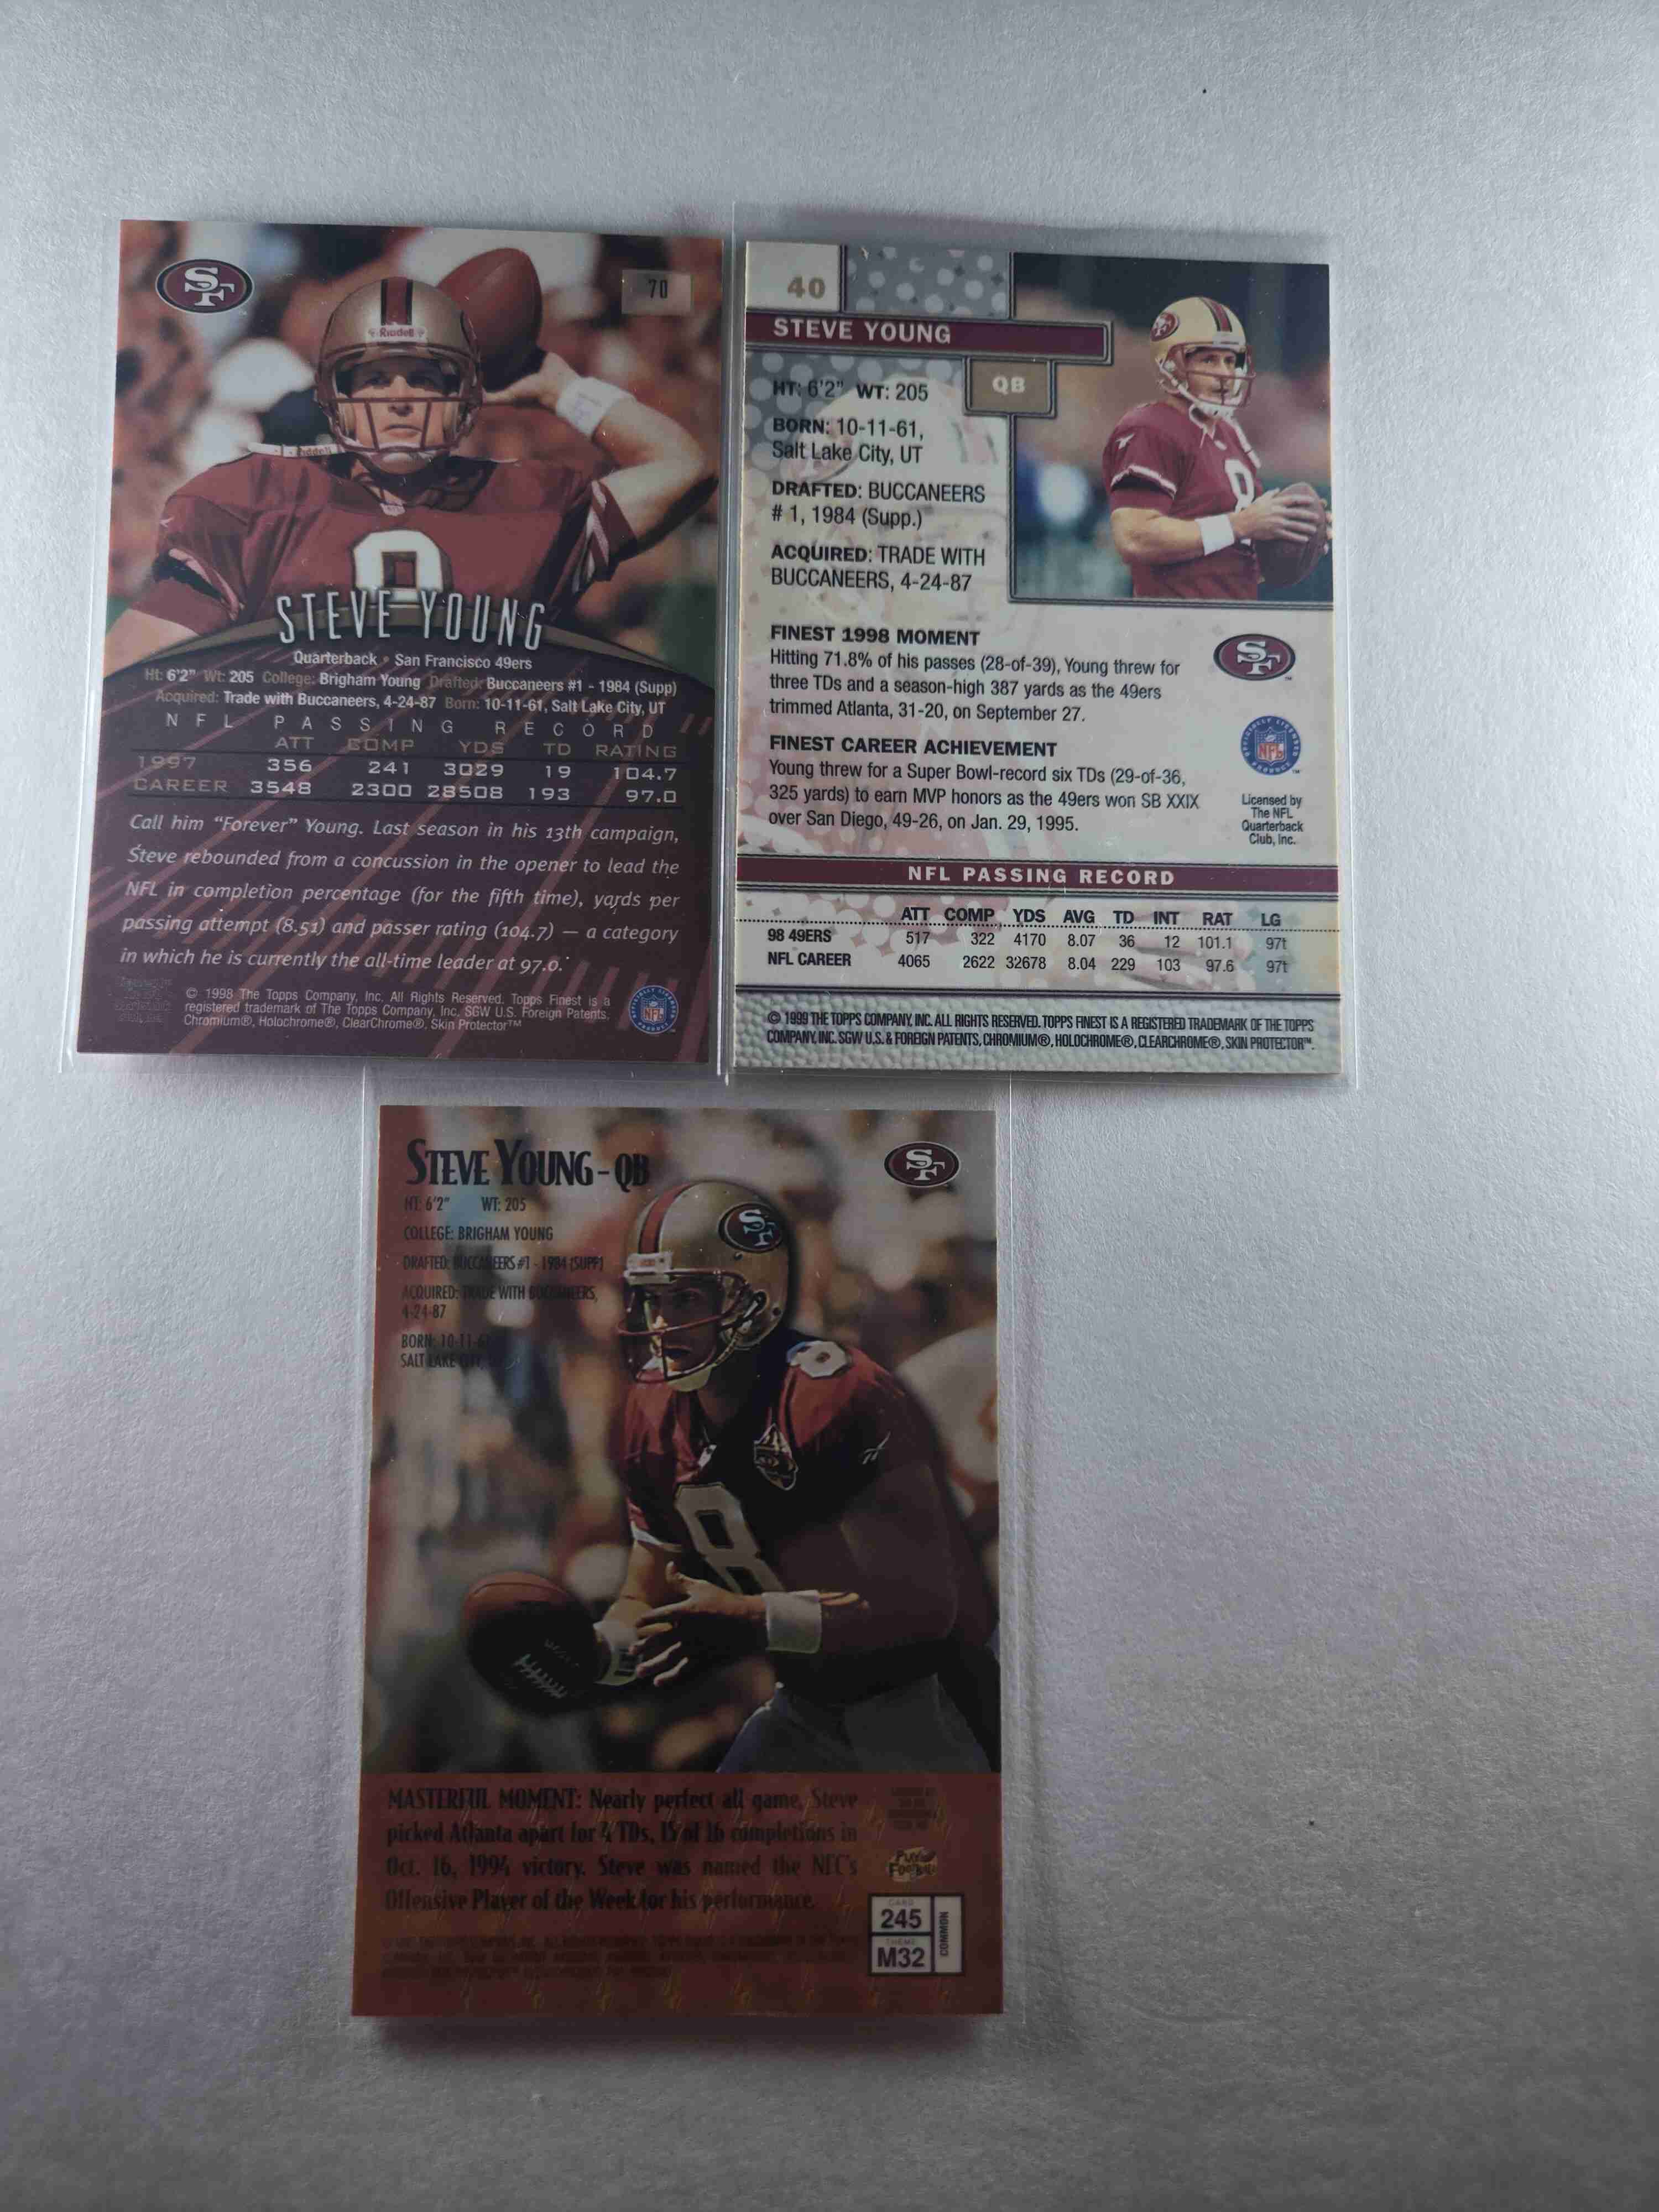 SF
70
Riddell
8
STEVE YOUNG
Quarterback • San Francisco 49ers
Ht: 6'2" Wt: 205 College: Brigham Young Drafted: Buccaneers #1 - 1984 (Supp)
Acquired: Trade with Buccaneers, 4-24-87 Born: 10-11-61, Salt Lake City, UT
NFL PASSING RECORD
ATT COMP YDS TD RATING
1997 356 241 3029 19 104.7
CAREER 3548 2300 28508 193 97.0
Call him "Forever" Young. Last season in his 13th campaign,
Steve rebounded from a concussion in the opener to lead the
NFL in completion percentage (for the fifth time), yards per
passing attempt (8.51) and passer rating (104.7) — a category
in which he is currently the all-time leader at 97.0.
© 1998 The Topps Company, Inc. All Rights Reserved. Topps Finest is a
registered trademark of The Topps Company, Inc. SGW U.S. Foreign Patents.
Chromium®, Holochrome®, ClearChrome®, Skin Protector™
NFL
40
STEVE YOUNG
QB
HT: 6'2" WT: 205
BORN: 10-11-61,
Salt Lake City, UT
DRAFTED: BUCCANEERS
# 1, 1984 (Supp.)
ACQUIRED: TRADE WITH
BUCCANEERS, 4-24-87
8
FINEST 1998 MOMENT
Hitting 71.8% of his passes (28-of-39), Young threw for
three TDs and a season-high 387 yards as the 49ers
trimmed Atlanta, 31-20, on September 27.
FINEST CAREER ACHIEVEMENT
Young threw for a Super Bowl-record six TDs (29-of-36,
325 yards) to earn MVP honors as the 49ers won SB XXIX
over San Diego, 49-26, on Jan. 29, 1995.
SF
OFFICIALLY LICENSED PRODUCT
NFL
Licensed by
The NFL
Quarterback
Club, Inc.
NFL PASSING RECORD
ATT COMP YDS AVG TD INT RAT LG
98 49ERS 517 322 4170 8.07 36 12 101.1 97t
NFL CAREER 4065 2622 32678 8.04 229 103 97.6 97t
© 1999 THE TOPPS COMPANY, INC. ALL RIGHTS RESERVED. TOPPS FINEST IS A REGISTERED TRADEMARK OF THE TOPPS
COMPANY, INC. SGW U.S. & FOREIGN PATENTS, CHROMIUM®, HOLOCHROME®, CLEARCHROME®, SKIN PROTECTOR™.
STEVE YOUNG - QB
SF
HT: 6'2" WT: 205
COLLEGE: BRIGHAM YOUNG
DRAFTED: BUCCANEERS #1 - 1984 (SUPP)
ACQUIRED: TRADE WITH BUCCANEERS,
4-24-87
BORN: 10-11-61
SALT LAKE CITY,
SF
8
8
MASTERFUL MOMENT: Nearly perfect all game, Steve
picked Atlanta apart for 4 TDs, 15 of 16 completions in
Oct. 16, 1994 victory. Steve was named the NFC's
Offensive Player of the Week for his performance.
PLAY FOOTBALL
CARD
245
THEME
M32
COMMON